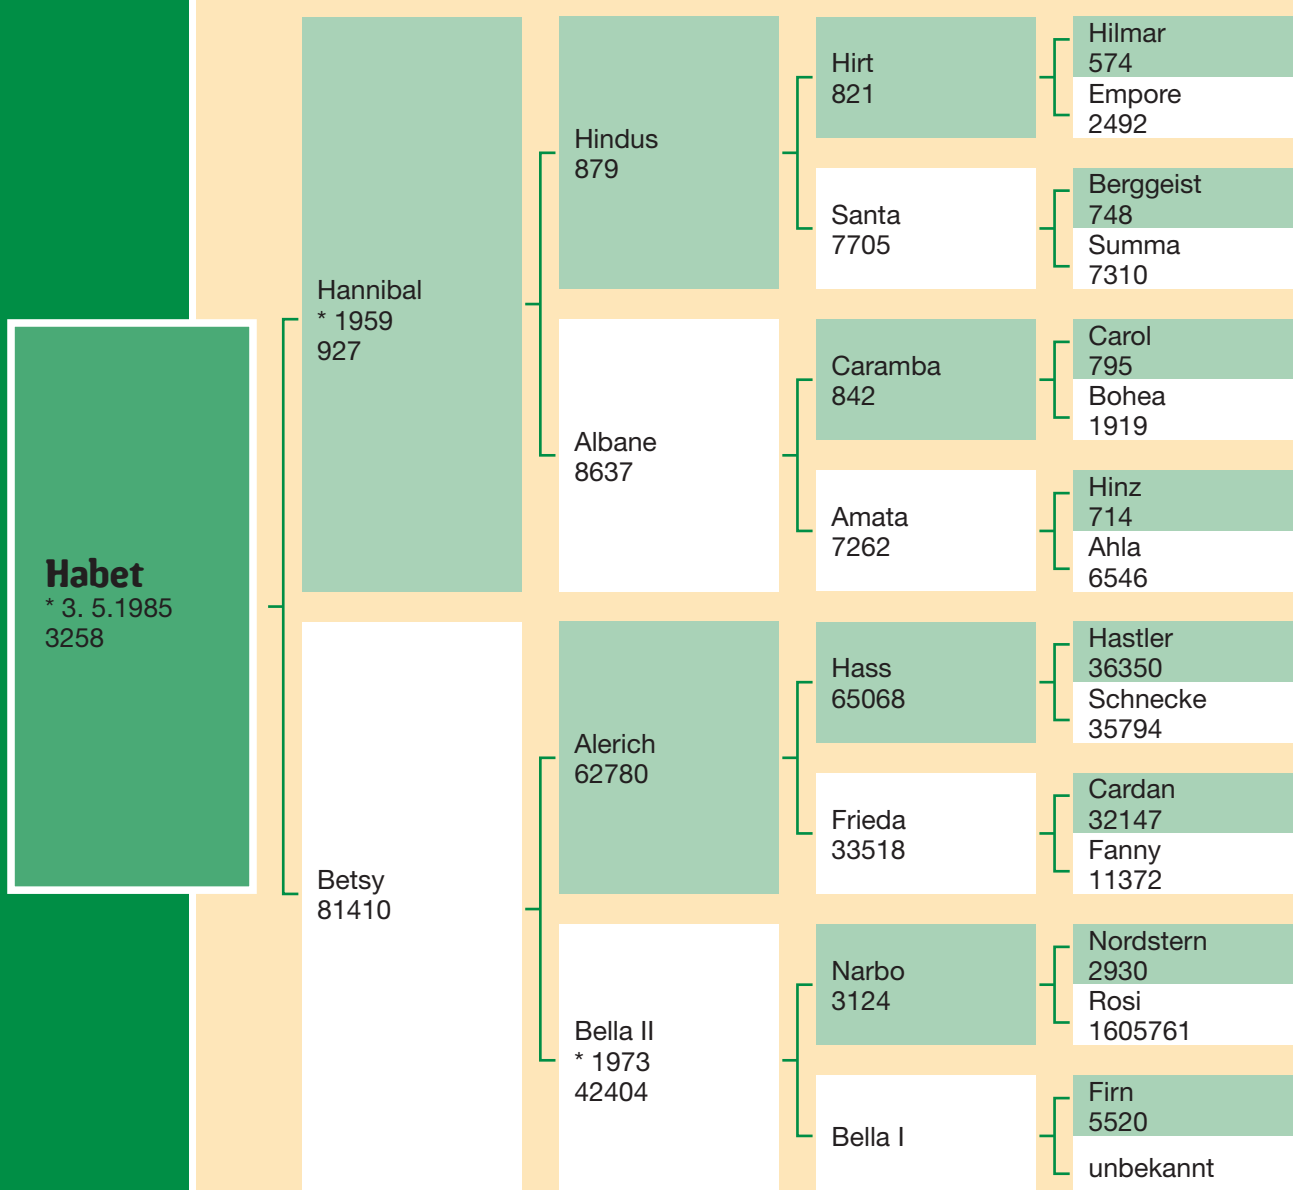 Habet
* 3. 5.1985
3258
Hannibal
* 1959
927
Betsy
81410
Hindus
879
Albane
8637
Alerich
62780
Bella II
* 1973
42404
Hirt
821
Santa
7705
Caramba
842
Amata
7262
Hass
65068
Frieda
33518
Narbo
3124
Bella I
Hilmar
574
Empore
2492
Berggeist
748
Summa
7310
Carol
795
Bohea
1919
Hinz
714
Ahla
6546
Hastler
36350
Schnecke
35794
Cardan
32147
Fanny
11372
Nordstern
2930
Rosi
1605761
Firn
5520
unbekannt